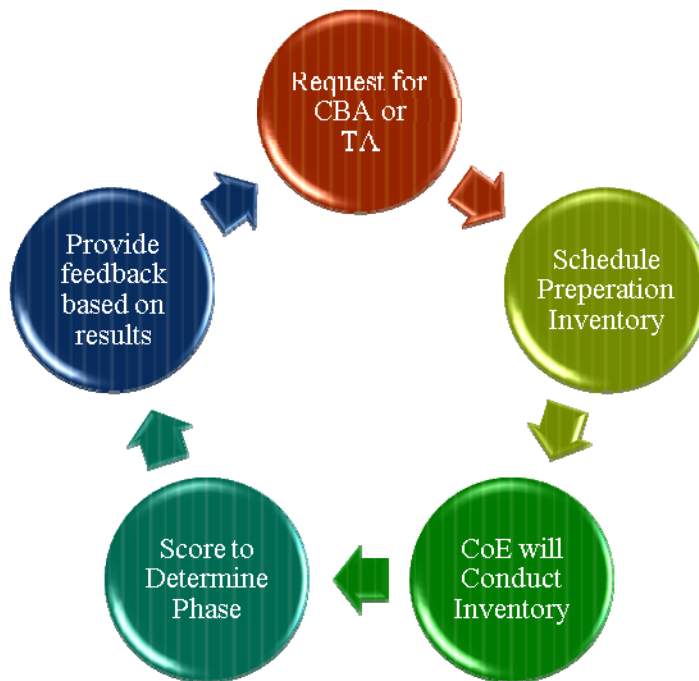 Request for
CBA or
TA
Schedule
Preperation
Inventory
CoE will
Conduct
Inventory
Score to
Determine
Phase
Provide
feedback
based on
results